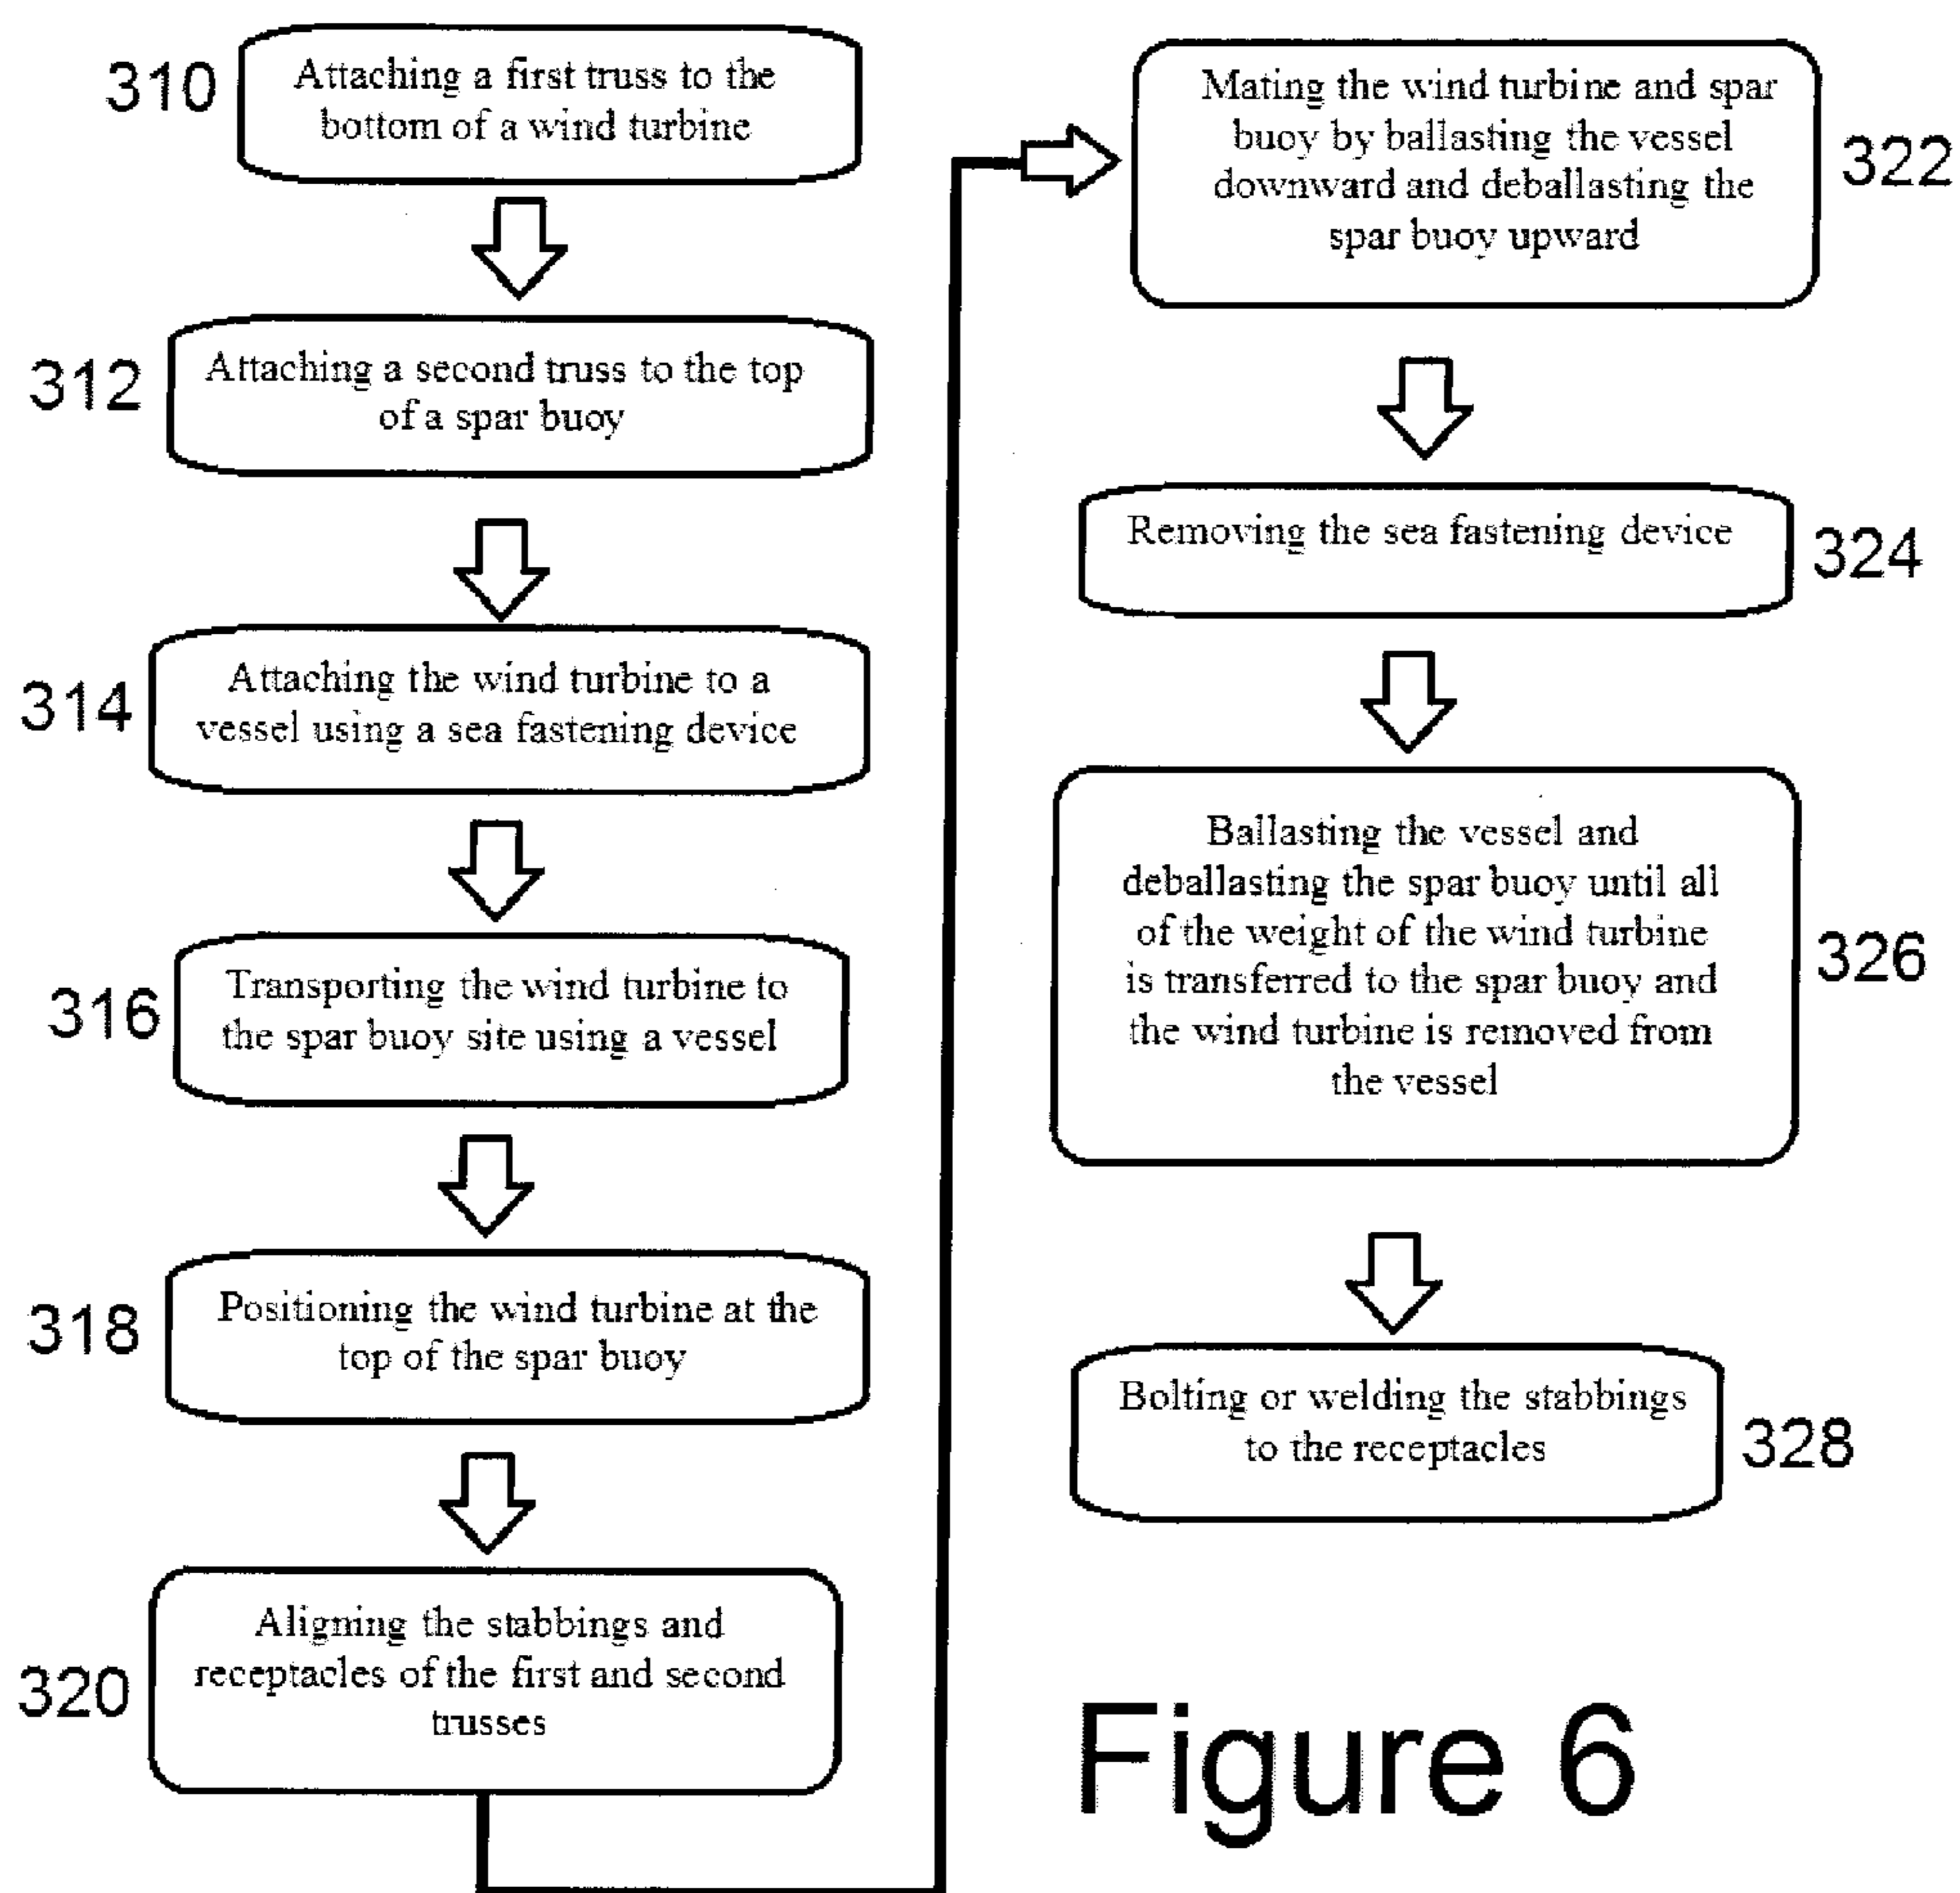 310
Attaching a first truss to the
bottom of a wind turbine
312
Attaching a second truss to the top
of a spar buoy
314
Attaching the wind turbine to a
vessel using a sea fastening device
316
Transporting the wind turbine to
the spar buoy site using a vessel
318
Positioning the wind turbine at the
top of the spar buoy
320
Aligning the stabbings and
receptacles of the first and second
trusses
Mating the wind turbine and spar
buoy by ballasting the vessel
downward and deballasting the
spar buoy upward
322
Removing the sea fastening device
324
Ballasting the vessel and
deballasting the spar buoy until all
of the weight of the wind turbine
is transferred to the spar buoy and
the wind turbine is removed from
the vessel
326
Bolting or welding the stabbings
to the receptacles
328
Figure 6